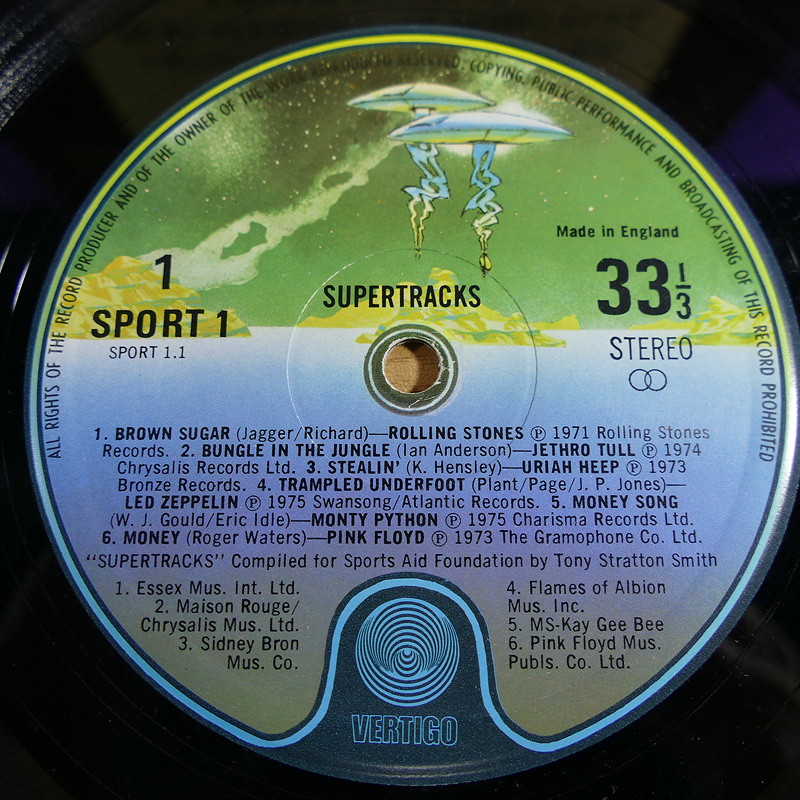 ALL RIGHTS OF THE RECORD PRODUCER AND OF THE OWNER OF THE WORK REPRODUCED RESERVED. COPYING, PUBLIC PERFORMANCE AND BROADCASTING OF THIS RECORD PROHIBITED
Made in England
1
SPORT 1
SPORT 1.1
SUPERTRACKS
33 1/3
STEREO
1. BROWN SUGAR (Jagger/Richard)—ROLLING STONES ℗ 1971 Rolling Stones
Records. 2. BUNGLE IN THE JUNGLE (Ian Anderson)—JETHRO TULL ℗ 1974
Chrysalis Records Ltd. 3. STEALIN' (K. Hensley)—URIAH HEEP ℗ 1973
Bronze Records. 4. TRAMPLED UNDERFOOT (Plant/Page/J. P. Jones)—
LED ZEPPELIN ℗ 1975 Swansong/Atlantic Records. 5. MONEY SONG
(W. J. Gould/Eric Idle)—MONTY PYTHON ℗ 1975 Charisma Records Ltd.
6. MONEY (Roger Waters)—PINK FLOYD ℗ 1973 The Gramophone Co. Ltd.
"SUPERTRACKS" Compiled for Sports Aid Foundation by Tony Stratton Smith
1. Essex Mus. Int. Ltd.
2. Maison Rouge/
Chrysalis Mus. Ltd.
3. Sidney Bron
Mus. Co.
4. Flames of Albion
Mus. Inc.
5. MS-Kay Gee Bee
6. Pink Floyd Mus.
Publs. Co. Ltd.
VERTIGO